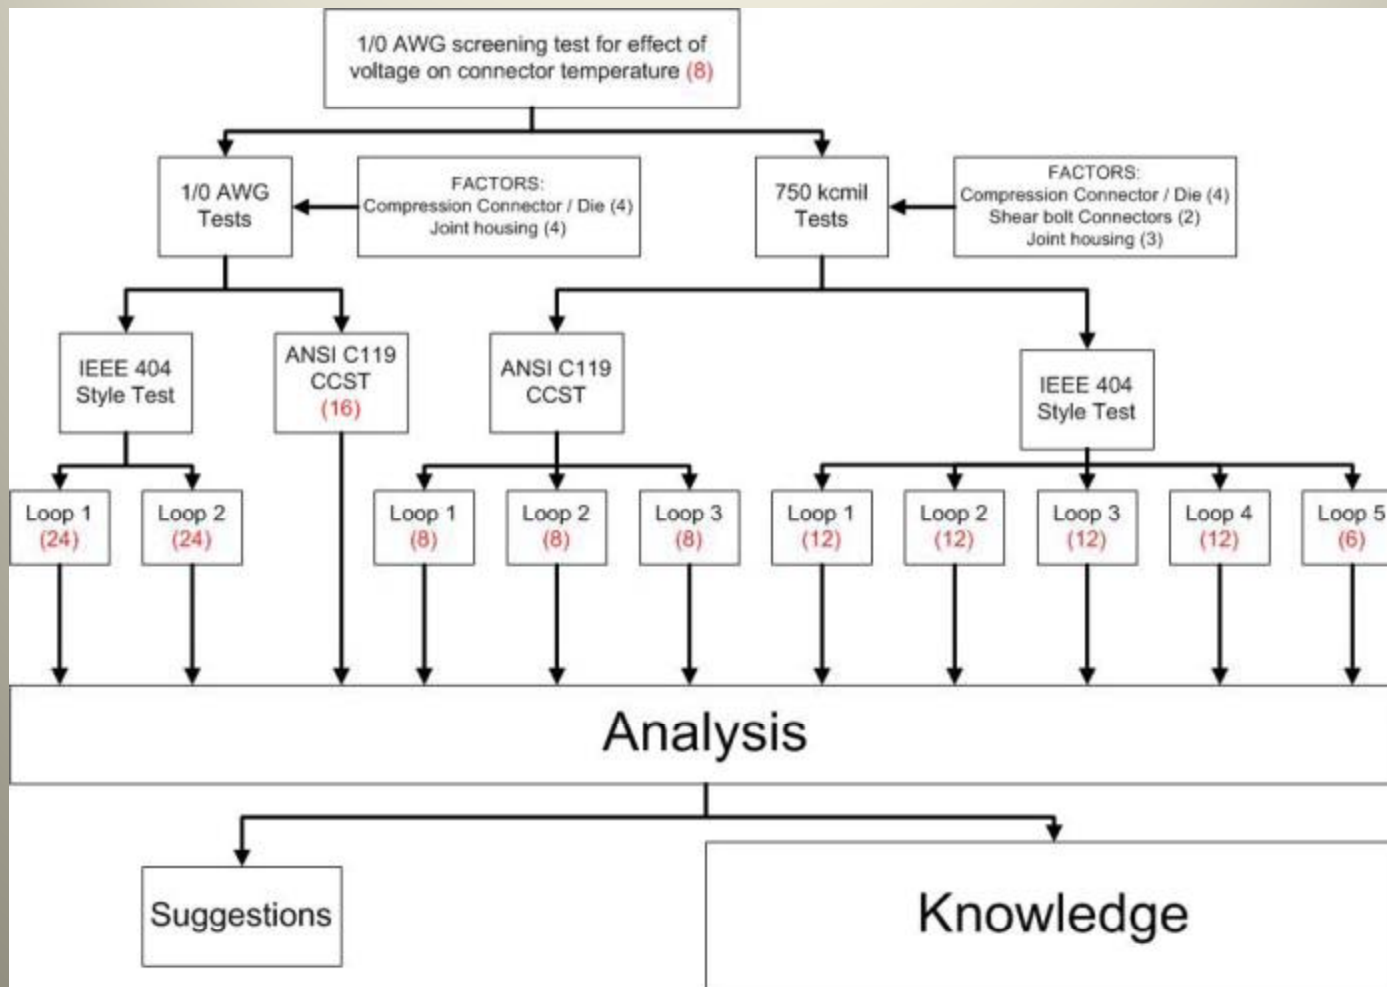 1/0 AWG screening test for effect of
voltage on connector temperature (8)
1/0 AWG
Tests
FACTORS:
Compression Connector / Die (4)
Joint housing (4)
750 kcmil
Tests
FACTORS:
Compression Connector / Die (4)
Shear bolt Connectors (2)
Joint housing (3)
IEEE 404
Style Test
ANSI C119
CCST
(16)
ANSI C119
CCST
IEEE 404
Style Test
Loop 1
(24)
Loop 2
(24)
Loop 1
(8)
Loop 2
(8)
Loop 3
(8)
Loop 1
(12)
Loop 2
(12)
Loop 3
(12)
Loop 4
(12)
Loop 5
(6)
Analysis
Suggestions
Knowledge